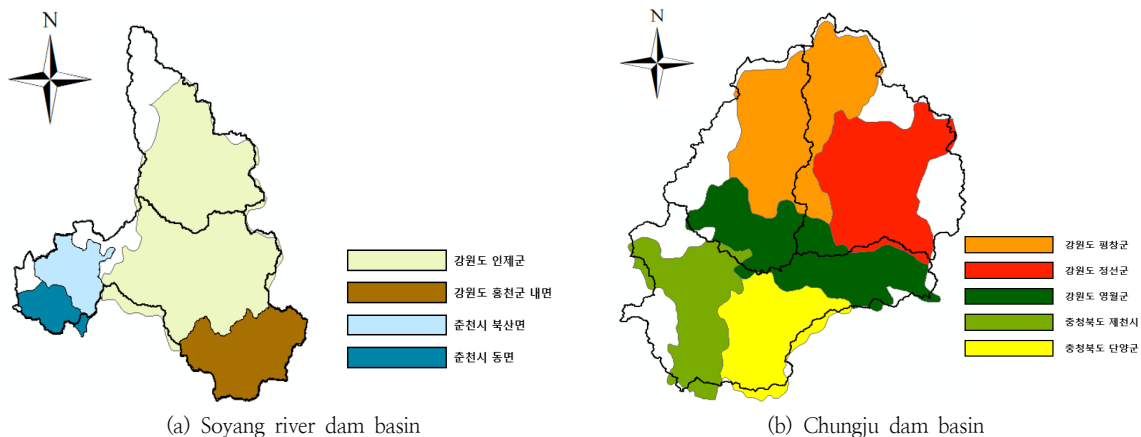 N
강원도 인제군
강원도 홍천군 내면
춘천시 북산면
춘천시 동면
(a) Soyang river dam basin
N
강원도 평창군
강원도 정선군
강원도 영월군
충청북도 제천시
충청북도 단양군
(b) Chungju dam basin